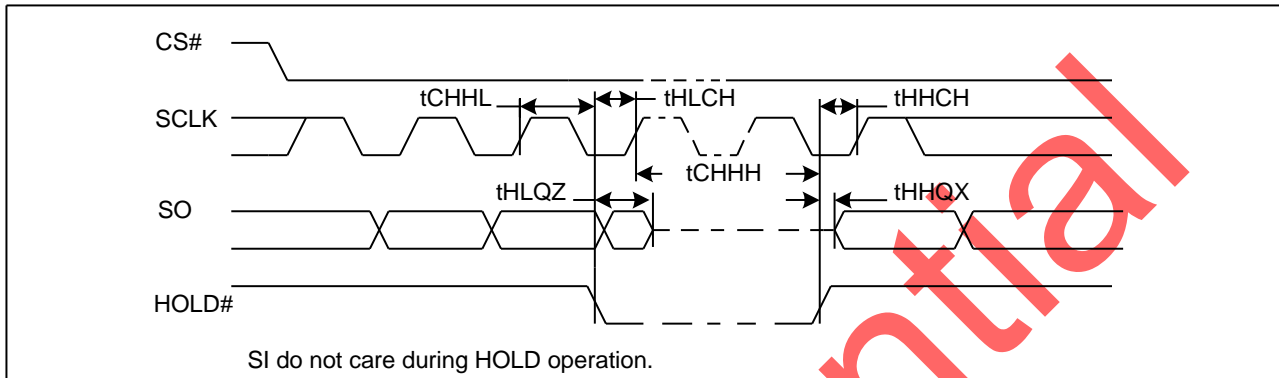 CS#
tCHHL
tHLCH
tHHCH
SCLK
tCHHH
tHLQZ
tHHQX
SO
HOLD#
SI do not care during HOLD operation.
ntial